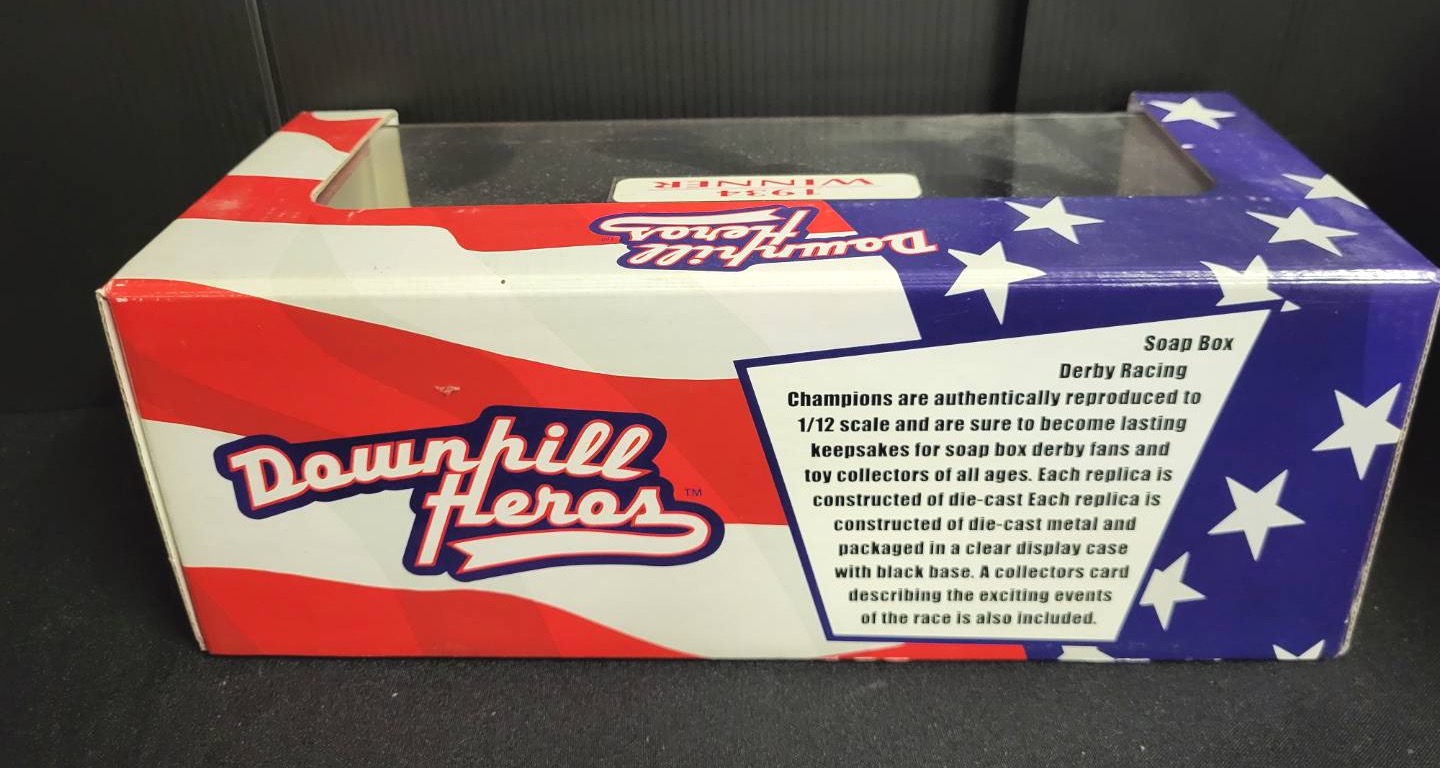 1934
WINNER
Downhill
Heros
Downhill
Heros™
Soap Box
Derby Racing
Champions are authentically reproduced to
1/12 scale and are sure to become lasting
keepsakes for soap box derby fans and
toy collectors of all ages. Each replica is
constructed of die-cast Each replica is
constructed of die-cast metal and
packaged in a clear display case
with black base. A collectors card
describing the exciting events
of the race is also included.